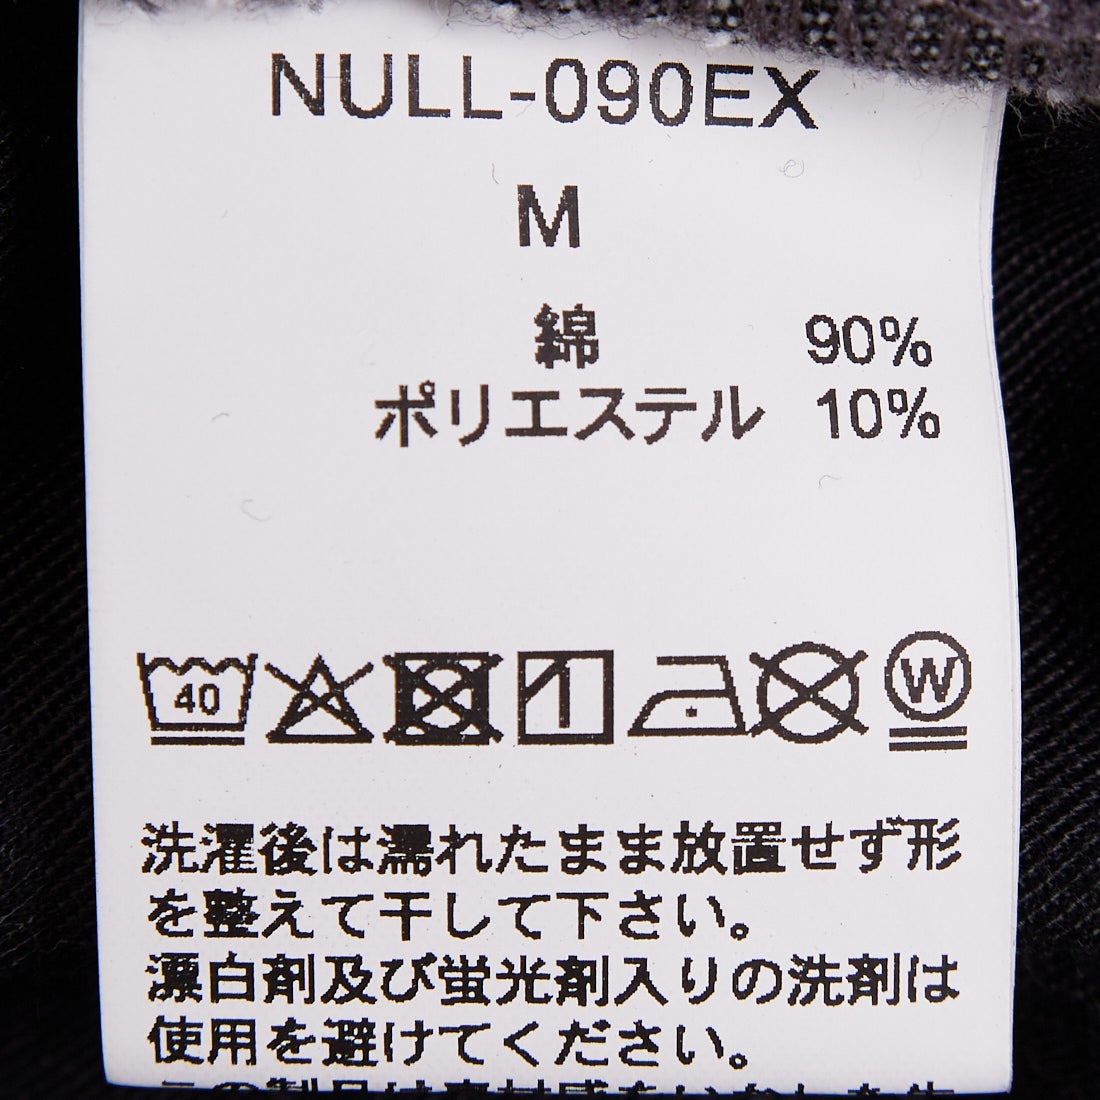 NULL-090EX
M
綿 90%
ポリエステル 10%
40 W
洗濯後は濡れたまま放置せず形
を整えて干して下さい。
漂白剤及び蛍光剤入りの洗剤は
使用を避けてください。